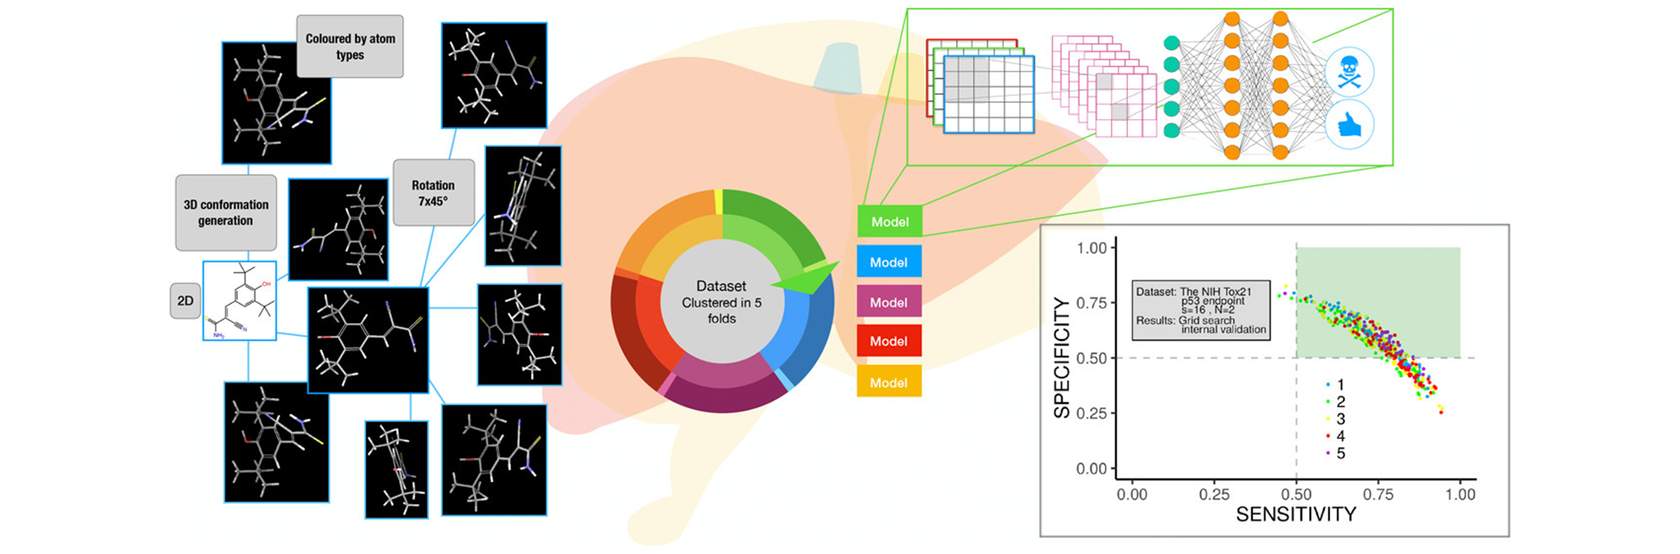 Coloured by atom
types
3D conformation
generation
Rotation
7x45°
2D
OH
NH₂
Dataset
Clustered in 5
folds
Model
Model
Model
Model
Model
SPECIFICITY
1.00
0.75
0.50
0.25
0.00
Dataset: The NIH Tox21
p53 endpoint
s=16 , N=2
Results: Grid search
internal validation
1
2
3
4
5
0.00 0.25 0.50 0.75 1.00
SENSITIVITY